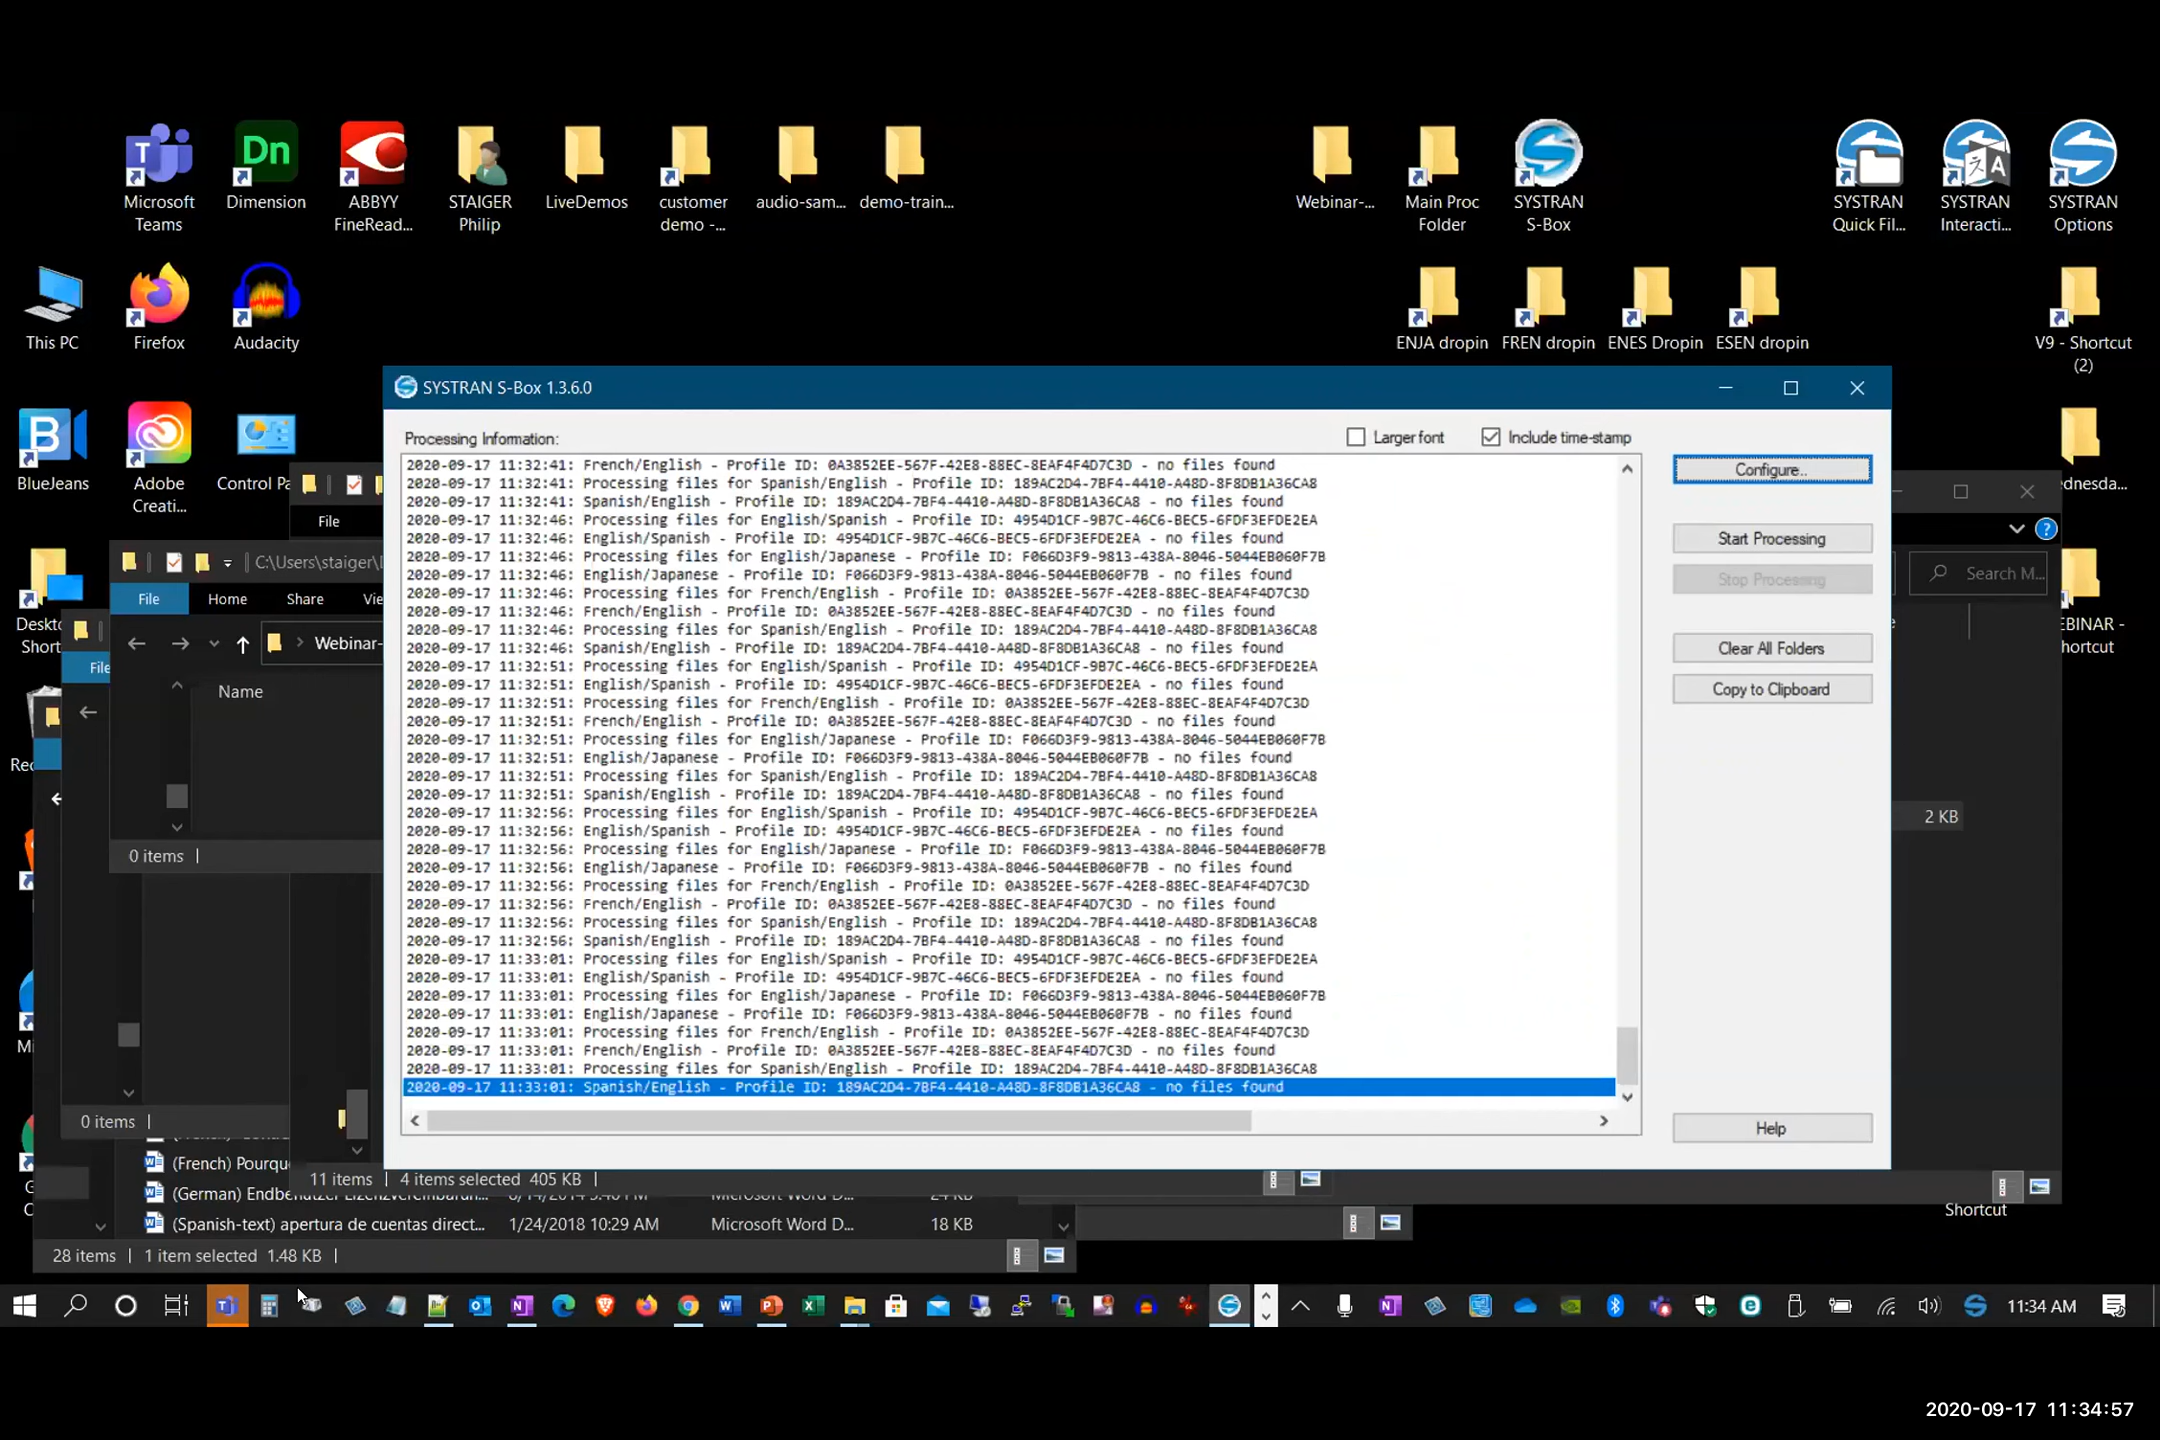 Microsoft
Teams
Dimension
ABBYY
FineRead...
STAIGER
Philip
LiveDemos
customer
demo -...
audio-sam...
demo-train...
Webinar-...
Main Proc
Folder
SYSTRAN
S-Box
SYSTRAN
Quick Fil...
SYSTRAN
Interacti...
SYSTRAN
Options
This PC
Firefox
Audacity
ENJA dropin
FREN dropin
ENES Dropin
ESEN dropin
V9 - Shortcut
(2)
BlueJeans
Adobe
Creati...
Control Pa
SYSTRAN S-Box 1.3.6.0
Processing Information:
Larger font
Include time-stamp
2020-09-17 11:32:41: French/English - Profile ID: 0A3852EE-567F-42E8-88EC-8EAF4F4D7C3D - no files found
2020-09-17 11:32:41: Processing files for Spanish/English - Profile ID: 189AC2D4-7BF4-4410-A48D-8F8DB1A36CA8
2020-09-17 11:32:41: Spanish/English - Profile ID: 189AC2D4-7BF4-4410-A48D-8F8DB1A36CA8 - no files found
2020-09-17 11:32:46: Processing files for English/Spanish - Profile ID: 4954D1CF-9B7C-46C6-BEC5-6FDF3EFDE2EA
2020-09-17 11:32:46: English/Spanish - Profile ID: 4954D1CF-9B7C-46C6-BEC5-6FDF3EFDE2EA - no files found
2020-09-17 11:32:46: Processing files for English/Japanese - Profile ID: F066D3F9-9813-438A-8046-5044EB060F7B
2020-09-17 11:32:46: English/Japanese - Profile ID: F066D3F9-9813-438A-8046-5044EB060F7B - no files found
2020-09-17 11:32:46: Processing files for French/English - Profile ID: 0A3852EE-567F-42E8-88EC-8EAF4F4D7C3D
2020-09-17 11:32:46: French/English - Profile ID: 0A3852EE-567F-42E8-88EC-8EAF4F4D7C3D - no files found
2020-09-17 11:32:46: Processing files for Spanish/English - Profile ID: 189AC2D4-7BF4-4410-A48D-8F8DB1A36CA8
2020-09-17 11:32:46: Spanish/English - Profile ID: 189AC2D4-7BF4-4410-A48D-8F8DB1A36CA8 - no files found
2020-09-17 11:32:51: Processing files for English/Spanish - Profile ID: 4954D1CF-9B7C-46C6-BEC5-6FDF3EFDE2EA
2020-09-17 11:32:51: English/Spanish - Profile ID: 4954D1CF-9B7C-46C6-BEC5-6FDF3EFDE2EA - no files found
2020-09-17 11:32:51: Processing files for French/English - Profile ID: 0A3852EE-567F-42E8-88EC-8EAF4F4D7C3D
2020-09-17 11:32:51: French/English - Profile ID: 0A3852EE-567F-42E8-88EC-8EAF4F4D7C3D - no files found
2020-09-17 11:32:51: Processing files for English/Japanese - Profile ID: F066D3F9-9813-438A-8046-5044EB060F7B
2020-09-17 11:32:51: English/Japanese - Profile ID: F066D3F9-9813-438A-8046-5044EB060F7B - no files found
2020-09-17 11:32:51: Processing files for Spanish/English - Profile ID: 189AC2D4-7BF4-4410-A48D-8F8DB1A36CA8
2020-09-17 11:32:51: Spanish/English - Profile ID: 189AC2D4-7BF4-4410-A48D-8F8DB1A36CA8 - no files found
2020-09-17 11:32:56: Processing files for English/Spanish - Profile ID: 4954D1CF-9B7C-46C6-BEC5-6FDF3EFDE2EA
2020-09-17 11:32:56: English/Spanish - Profile ID: 4954D1CF-9B7C-46C6-BEC5-6FDF3EFDE2EA - no files found
2020-09-17 11:32:56: Processing files for English/Japanese - Profile ID: F066D3F9-9813-438A-8046-5044EB060F7B
2020-09-17 11:32:56: English/Japanese - Profile ID: F066D3F9-9813-438A-8046-5044EB060F7B - no files found
2020-09-17 11:32:56: Processing files for French/English - Profile ID: 0A3852EE-567F-42E8-88EC-8EAF4F4D7C3D
2020-09-17 11:32:56: French/English - Profile ID: 0A3852EE-567F-42E8-88EC-8EAF4F4D7C3D - no files found
2020-09-17 11:32:56: Processing files for Spanish/English - Profile ID: 189AC2D4-7BF4-4410-A48D-8F8DB1A36CA8
2020-09-17 11:32:56: Spanish/English - Profile ID: 189AC2D4-7BF4-4410-A48D-8F8DB1A36CA8 - no files found
2020-09-17 11:33:01: Processing files for English/Spanish - Profile ID: 4954D1CF-9B7C-46C6-BEC5-6FDF3EFDE2EA
2020-09-17 11:33:01: English/Spanish - Profile ID: 4954D1CF-9B7C-46C6-BEC5-6FDF3EFDE2EA - no files found
2020-09-17 11:33:01: Processing files for English/Japanese - Profile ID: F066D3F9-9813-438A-8046-5044EB060F7B
2020-09-17 11:33:01: English/Japanese - Profile ID: F066D3F9-9813-438A-8046-5044EB060F7B - no files found
2020-09-17 11:33:01: Processing files for French/English - Profile ID: 0A3852EE-567F-42E8-88EC-8EAF4F4D7C3D
2020-09-17 11:33:01: French/English - Profile ID: 0A3852EE-567F-42E8-88EC-8EAF4F4D7C3D - no files found
2020-09-17 11:33:01: Processing files for Spanish/English - Profile ID: 189AC2D4-7BF4-4410-A48D-8F8DB1A36CA8
2020-09-17 11:33:01: Spanish/English - Profile ID: 189AC2D4-7BF4-4410-A48D-8F8DB1A36CA8 - no files found
Configure...
Start Processing
Stop Processing
Clear All Folders
Copy to Clipboard
Help
File
C:\Users\staiger\
File
Home
Share
Vie
Webinar-
Name
0 items
File
0 items
Deskto
Short
Rec
Search M...
dnesda...
EBINAR -
hortcut
2 KB
Shortcut
(French) Pourqu
11 items
4 items selected 405 KB
(German)
24 KB
(Spanish-text) apertura de cuentas direct...
1/24/2018 10:29 AM
Microsoft Word D...
18 KB
28 items
1 item selected 1.48 KB
11:34 AM
2020-09-17 11:34:57